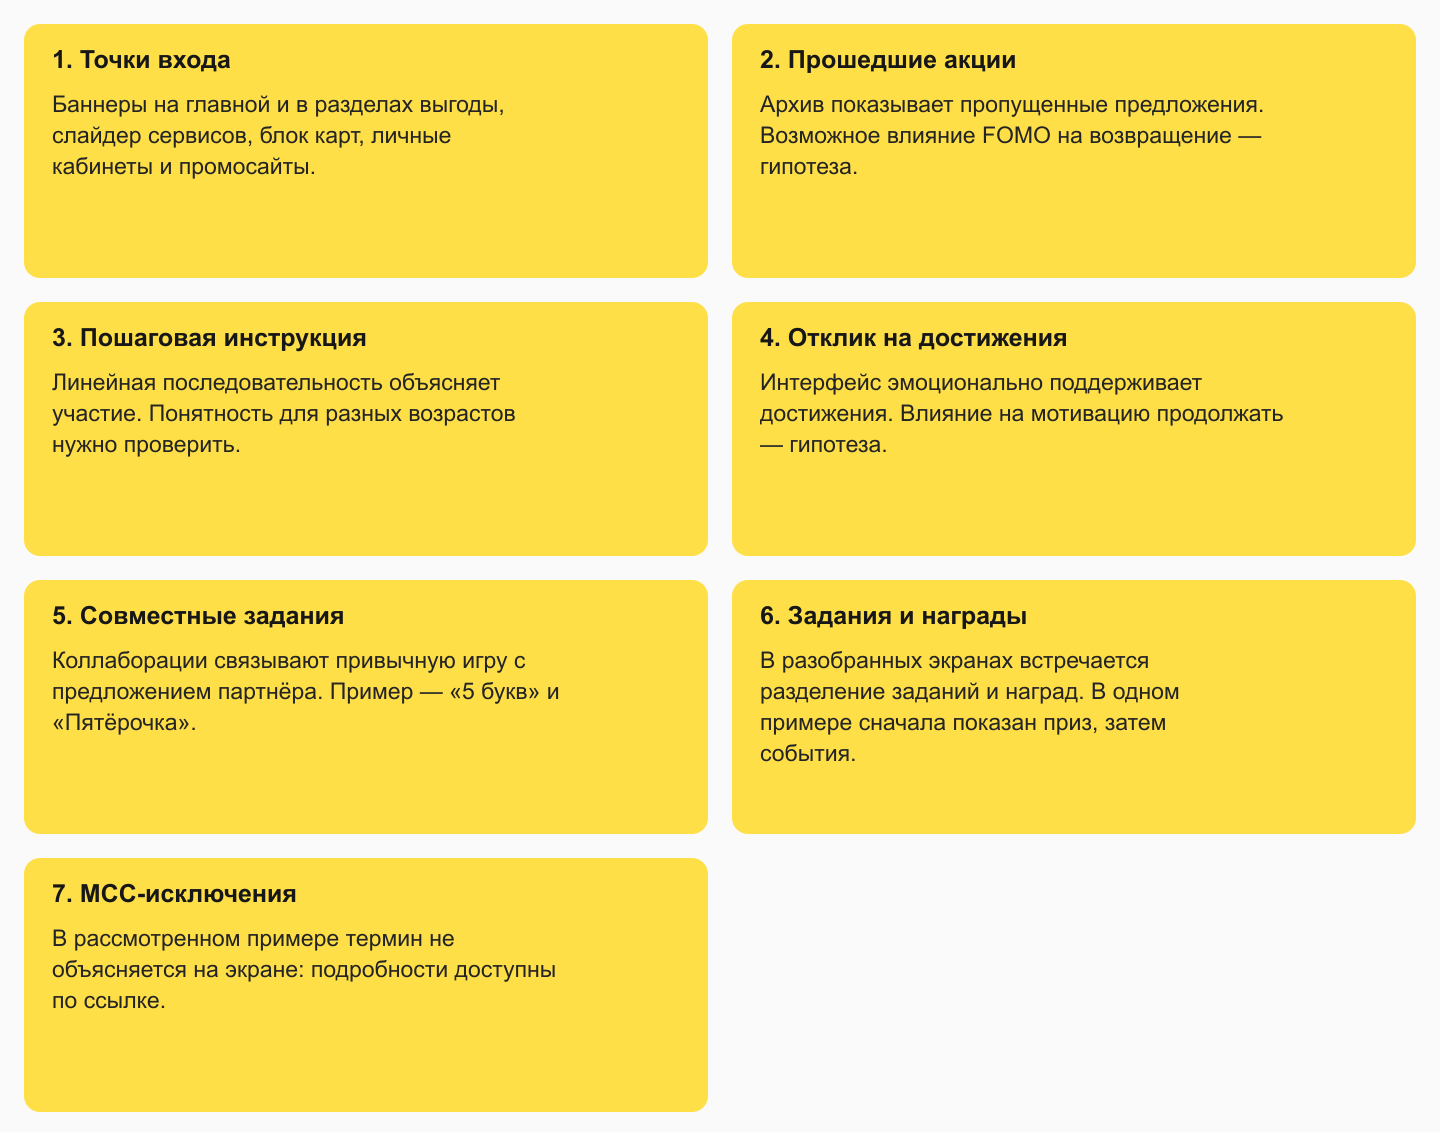 1. Точки входа
Баннеры на главной и в разделах выгоды,
слайдер сервисов, блок карт, личные
кабинеты и промосайты.
2. Прошедшие акции
Архив показывает пропущенные предложения.
Возможное влияние FOMO на возвращение —
гипотеза.
3. Пошаговая инструкция
Линейная последовательность объясняет
участие. Понятность для разных возрастов
нужно проверить.
4. Отклик на достижения
Интерфейс эмоционально поддерживает
достижения. Влияние на мотивацию продолжать
— гипотеза.
5. Совместные задания
Коллаборации связывают привычную игру с
предложением партнёра. Пример — «5 букв» и
«Пятёрочка».
6. Задания и награды
В разобранных экранах встречается
разделение заданий и наград. В одном
примере сначала показан приз, затем
события.
7. MCC-исключения
В рассмотренном примере термин не
объясняется на экране: подробности доступны
по ссылке.